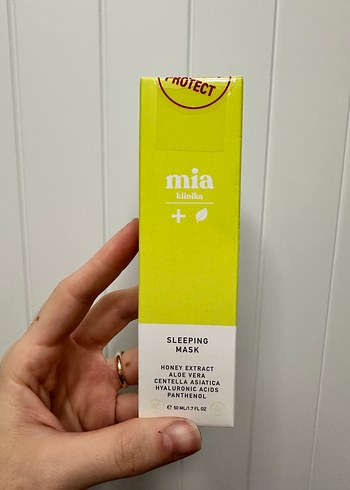 PROTECT
mia
klinika
SLEEPING
MASK
HONEY EXTRACT
ALOE VERA
CENTELLA ASIATICA
HYALURONIC ACIDS
PANTHENOL
℮ 50 ML/1.7 FL.OZ